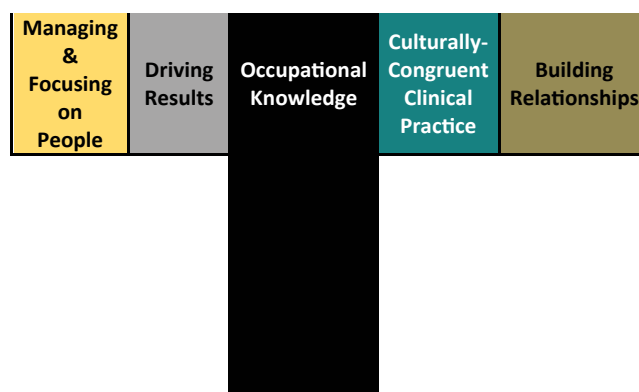 Managing
&
Focusing
on
People
Driving
Results
Occupational
Knowledge
Culturally-
Congruent
Clinical
Practice
Building
Relationships